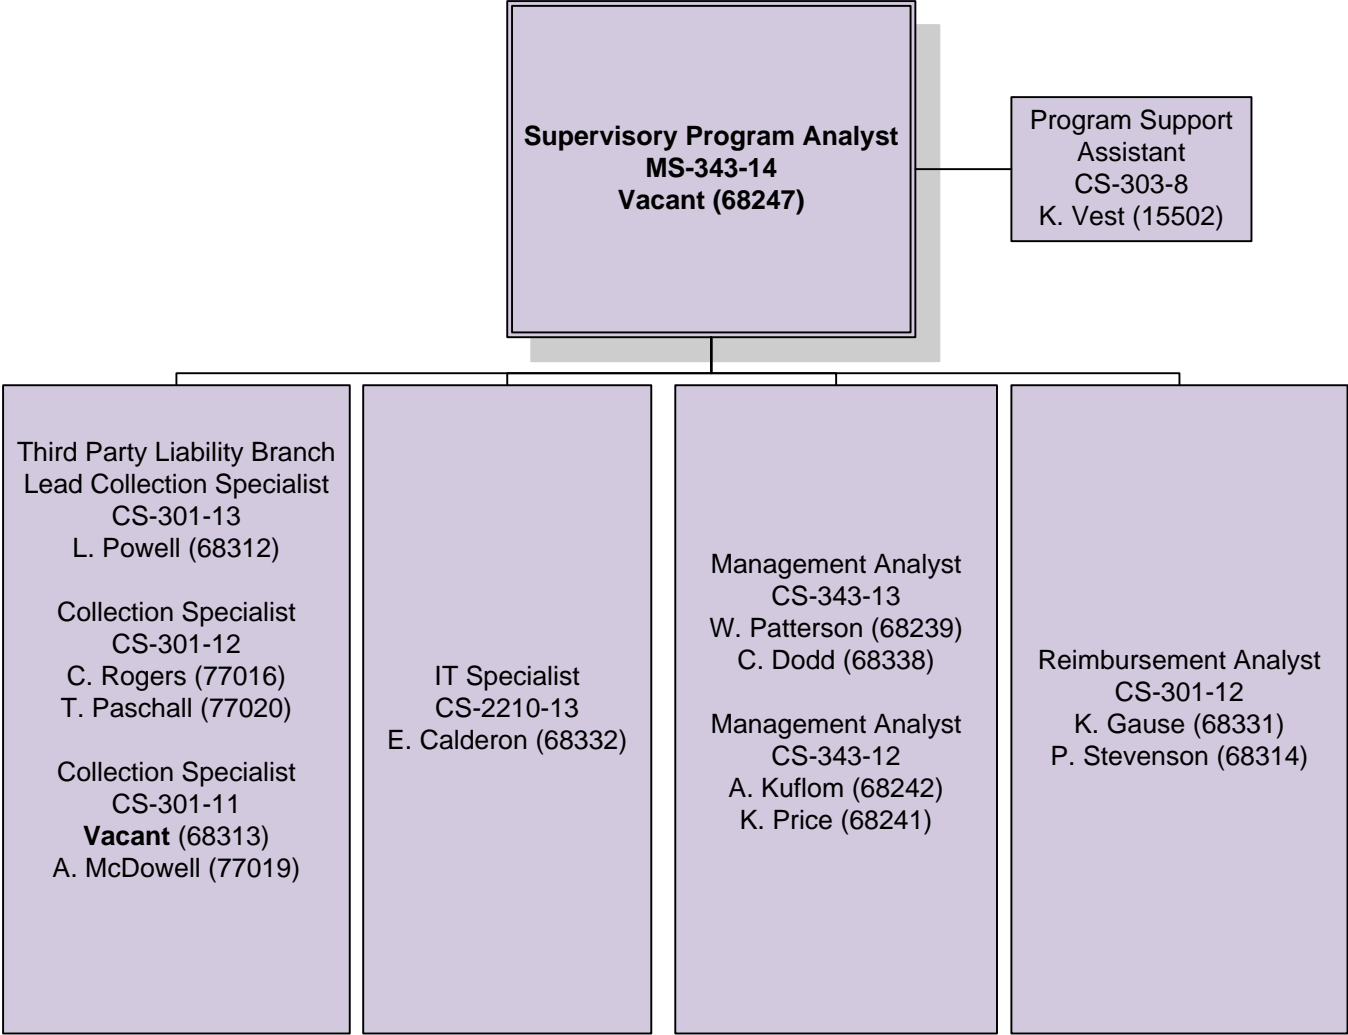 Supervisory Program Analyst
MS-343-14
Vacant (68247)
Program Support
Assistant
CS-303-8
K. Vest (15502)
Third Party Liability Branch
Lead Collection Specialist
CS-301-13
L. Powell (68312)
Collection Specialist
CS-301-12
C. Rogers (77016)
T. Paschall (77020)
Collection Specialist
CS-301-11
Vacant (68313)
A. McDowell (77019)
IT Specialist
CS-2210-13
E. Calderon (68332)
Management Analyst
CS-343-13
W. Patterson (68239)
C. Dodd (68338)
Management Analyst
CS-343-12
A. Kuflom (68242)
K. Price (68241)
Reimbursement Analyst
CS-301-12
K. Gause (68331)
P. Stevenson (68314)